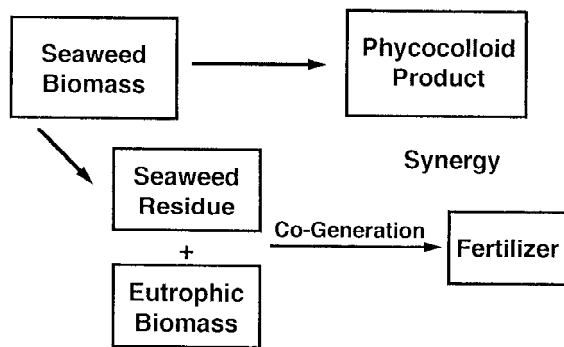 Seaweed
Biomass
Phycocolloid
Product
Synergy
Seaweed
Residue
+
Eutrophic
Biomass
Co-Generation
Fertilizer